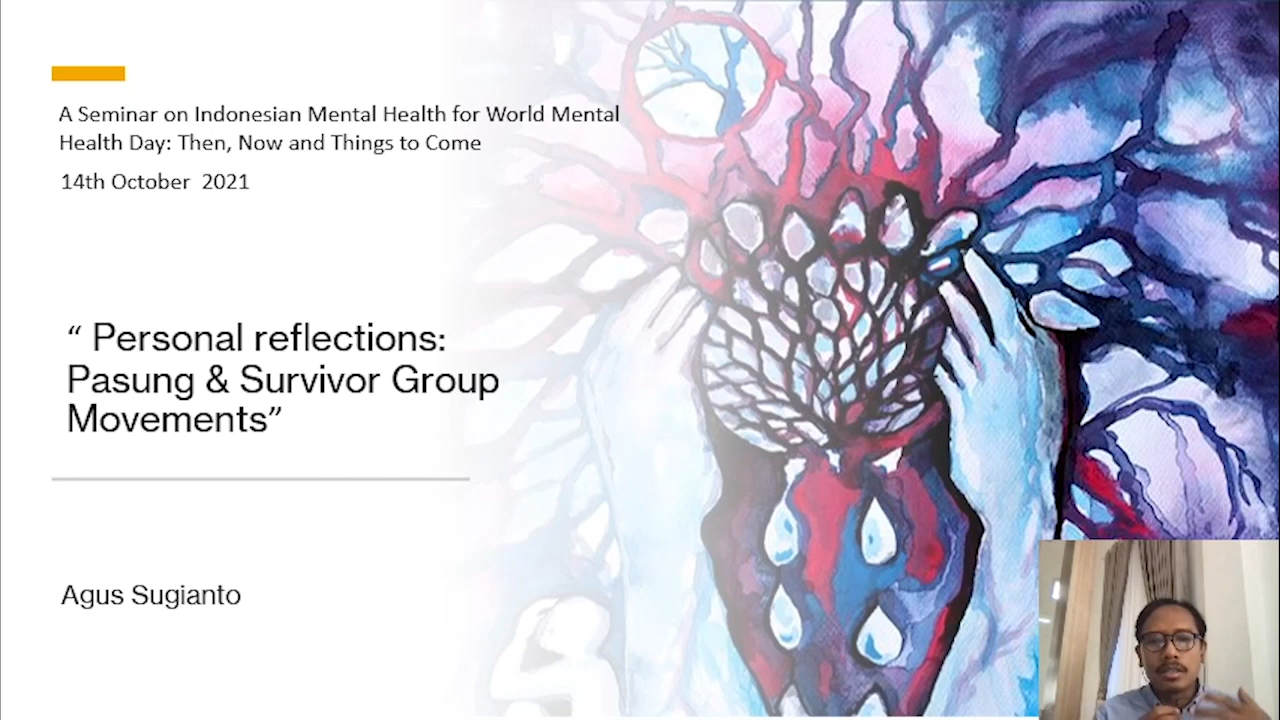 A Seminar on Indonesian Mental Health for World Mental
Health Day: Then, Now and Things to Come
14th October 2021
“ Personal reflections:
Pasung & Survivor Group
Movements”
Agus Sugianto